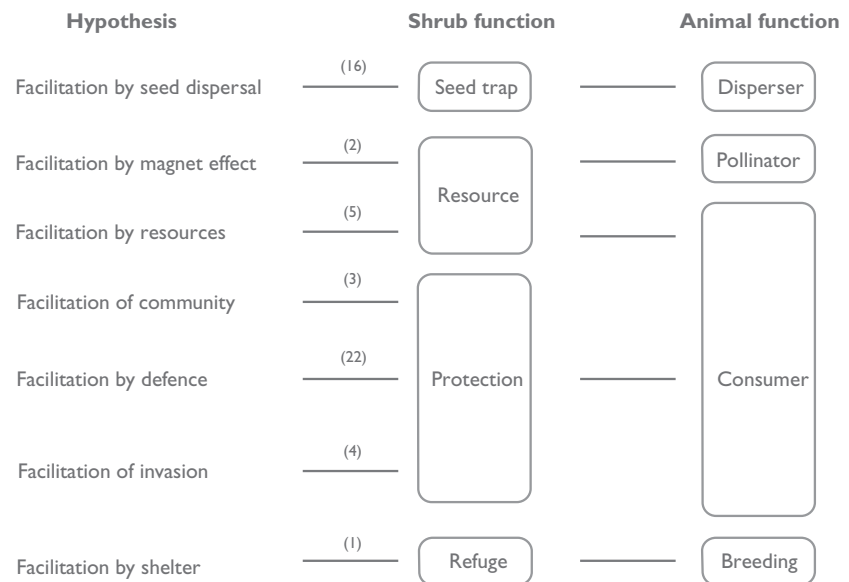 Hypothesis Shrub function Animal function
Facilitation by seed dispersal (16) Seed trap Disperser
Facilitation by magnet effect (2) Pollinator
Resource
Facilitation by resources (5)
Facilitation of community (3)
Facilitation by defence (22) Protection Consumer
Facilitation of invasion (4)
Facilitation by shelter (1) Refuge Breeding